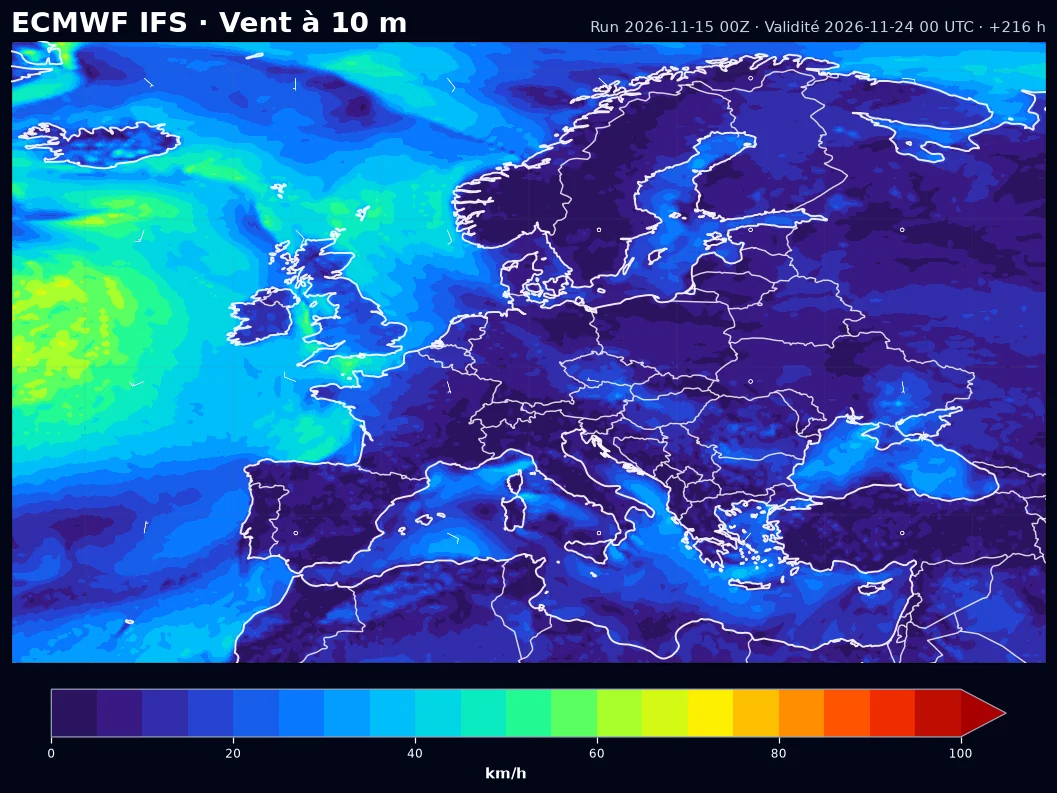 ECMWF IFS · Vent à 10 m
Run 2026-11-15 00Z · Validité 2026-11-24 00 UTC · +216 h
0 20 40 60 80 100
km/h